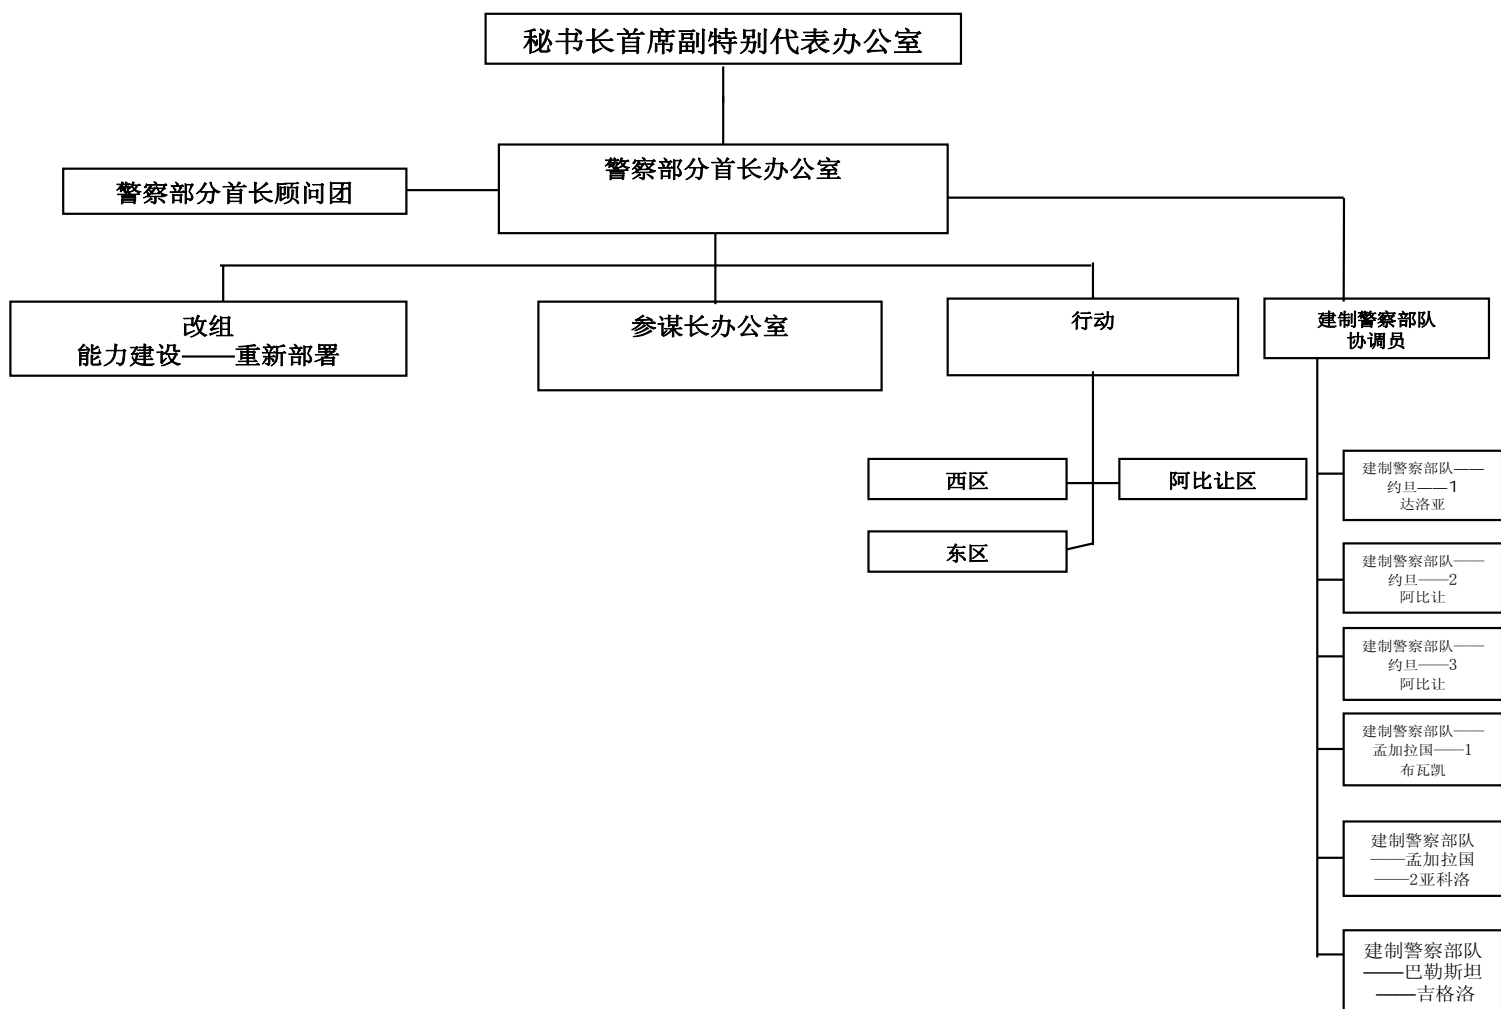 秘书长首席副特别代表办公室
警察部分首长办公室
警察部分首长顾问团
改组
能力建设——重新部署
参谋长办公室
行动
建制警察部队
协调员
西区
阿比让区
东区
建制警察部队——
约旦——1
达洛亚
建制警察部队——
约旦——2
阿比让
建制警察部队——
约旦——3
阿比让
建制警察部队——
孟加拉国——1
布瓦凯
建制警察部队
——孟加拉国
——2亚科洛
建制警察部队
——巴勒斯坦
——吉格洛